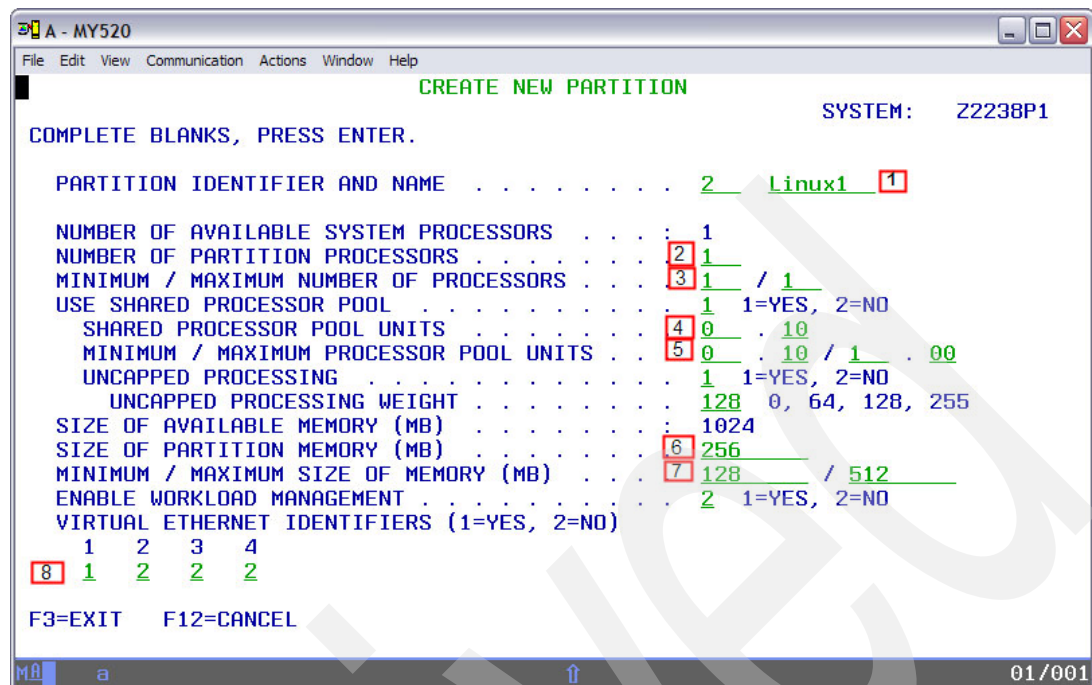 A - MY520
File Edit View Communication Actions Window Help
CREATE NEW PARTITION
SYSTEM: Z2238P1
COMPLETE BLANKS, PRESS ENTER.
PARTITION IDENTIFIER AND NAME . . . . . . . . 2 Linux1 1
NUMBER OF AVAILABLE SYSTEM PROCESSORS . . . : 1
NUMBER OF PARTITION PROCESSORS . . . . . . . . 2 1
MINIMUM / MAXIMUM NUMBER OF PROCESSORS . . . . 3 1 / 1
USE SHARED PROCESSOR POOL . . . . . . . . . . 1 1=YES, 2=NO
SHARED PROCESSOR POOL UNITS . . . . . . . 4 0 . 10
MINIMUM / MAXIMUM PROCESSOR POOL UNITS . . 5 0 . 10 / 1 . 00
UNCAPPED PROCESSING . . . . . . . . . . . . 1 1=YES, 2=NO
UNCAPPED PROCESSING WEIGHT . . . . . . . . 128 0, 64, 128, 255
SIZE OF AVAILABLE MEMORY (MB) . . . . . . . : 1024
SIZE OF PARTITION MEMORY (MB) . . . . . . . . 6 256
MINIMUM / MAXIMUM SIZE OF MEMORY (MB) . . . 7 128 / 512
ENABLE WORKLOAD MANAGEMENT . . . . . . . . . . 2 1=YES, 2=NO
VIRTUAL ETHERNET IDENTIFIERS (1=YES, 2=NO)
1 2 3 4
8 1 2 2 2
F3=EXIT F12=CANCEL
MA a 01/001